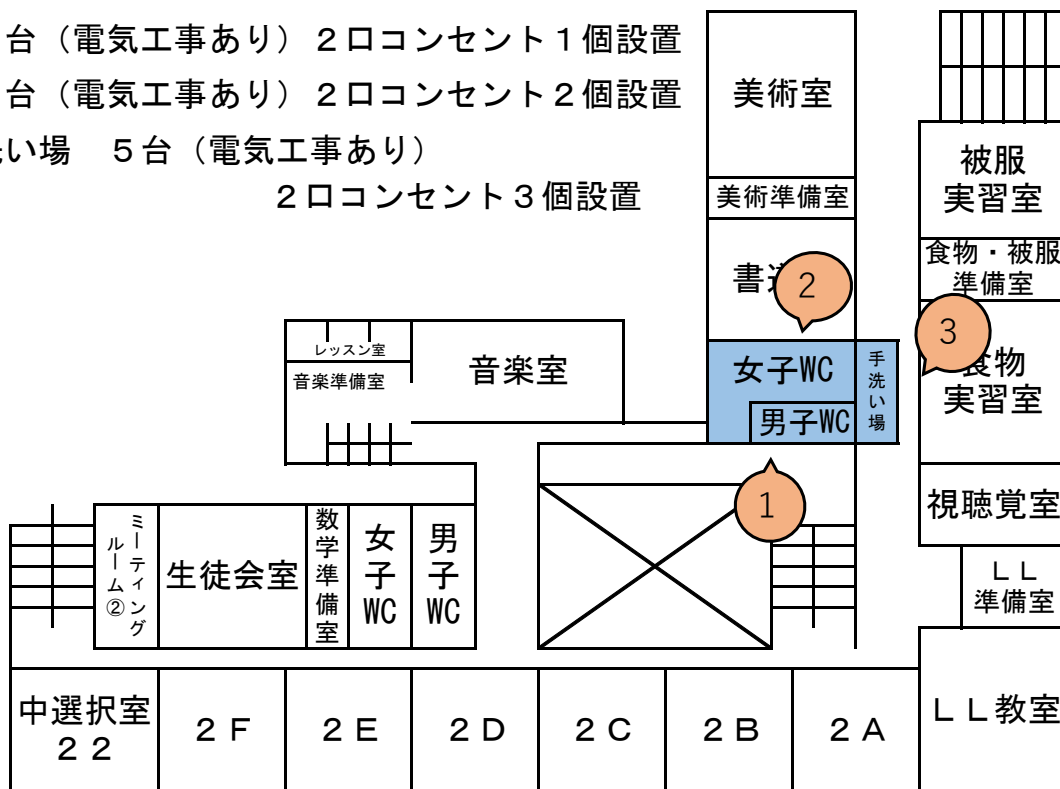 台（電気工事あり）２口コンセント１個設置
台（電気工事あり）２口コンセント２個設置
い場　５台（電気工事あり）
２口コンセント３個設置
美術室
美術準備室
書
②
女子WC
男子WC
手洗い場
①
被服
実習室
食物・被服
準備室
③
食物
実習室
視聴覚室
ＬＬ
準備室
ＬＬ教室
レッスン室
音楽準備室
音楽室
ミーティング
ルーム②
生徒会室
数学準備室
女子WC
男子WC
中選択室
２２
２Ｆ
２Ｅ
２Ｄ
２Ｃ
２Ｂ
２Ａ